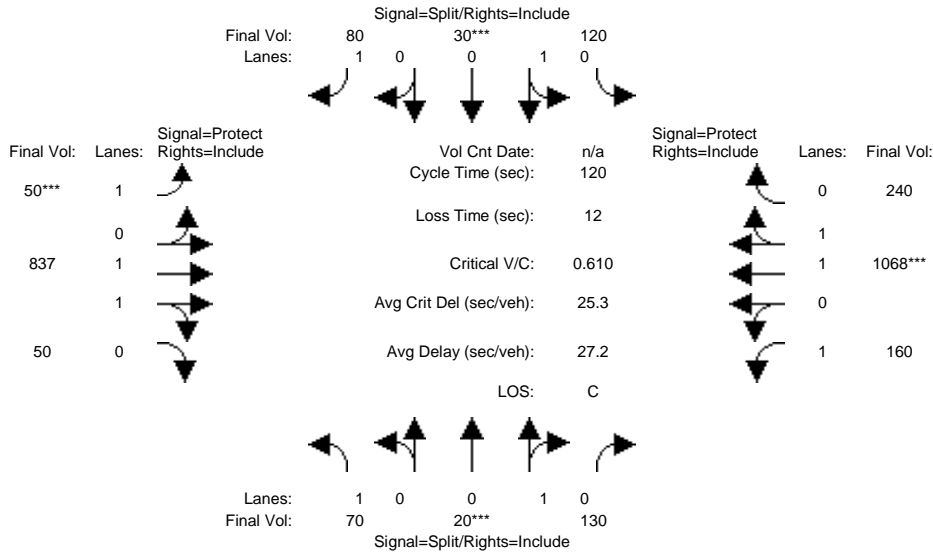 Signal=Split/Rights=Include
Final Vol: 80 30*** 120
Lanes: 1 0 0 1 0
Signal=Protect Signal=Protect
Final Vol: Lanes: Rights=Include Vol Cnt Date: n/a Rights=Include Lanes: Final Vol:
Cycle Time (sec): 120
50*** 1 0 240
Loss Time (sec): 12
0 1
837 1 Critical V/C: 0.610 1 1068***
1 Avg Crit Del (sec/veh): 25.3 0
50 0 Avg Delay (sec/veh): 27.2 1 160
LOS: C
Lanes: 1 0 0 1 0
Final Vol: 70 20*** 130
Signal=Split/Rights=Include